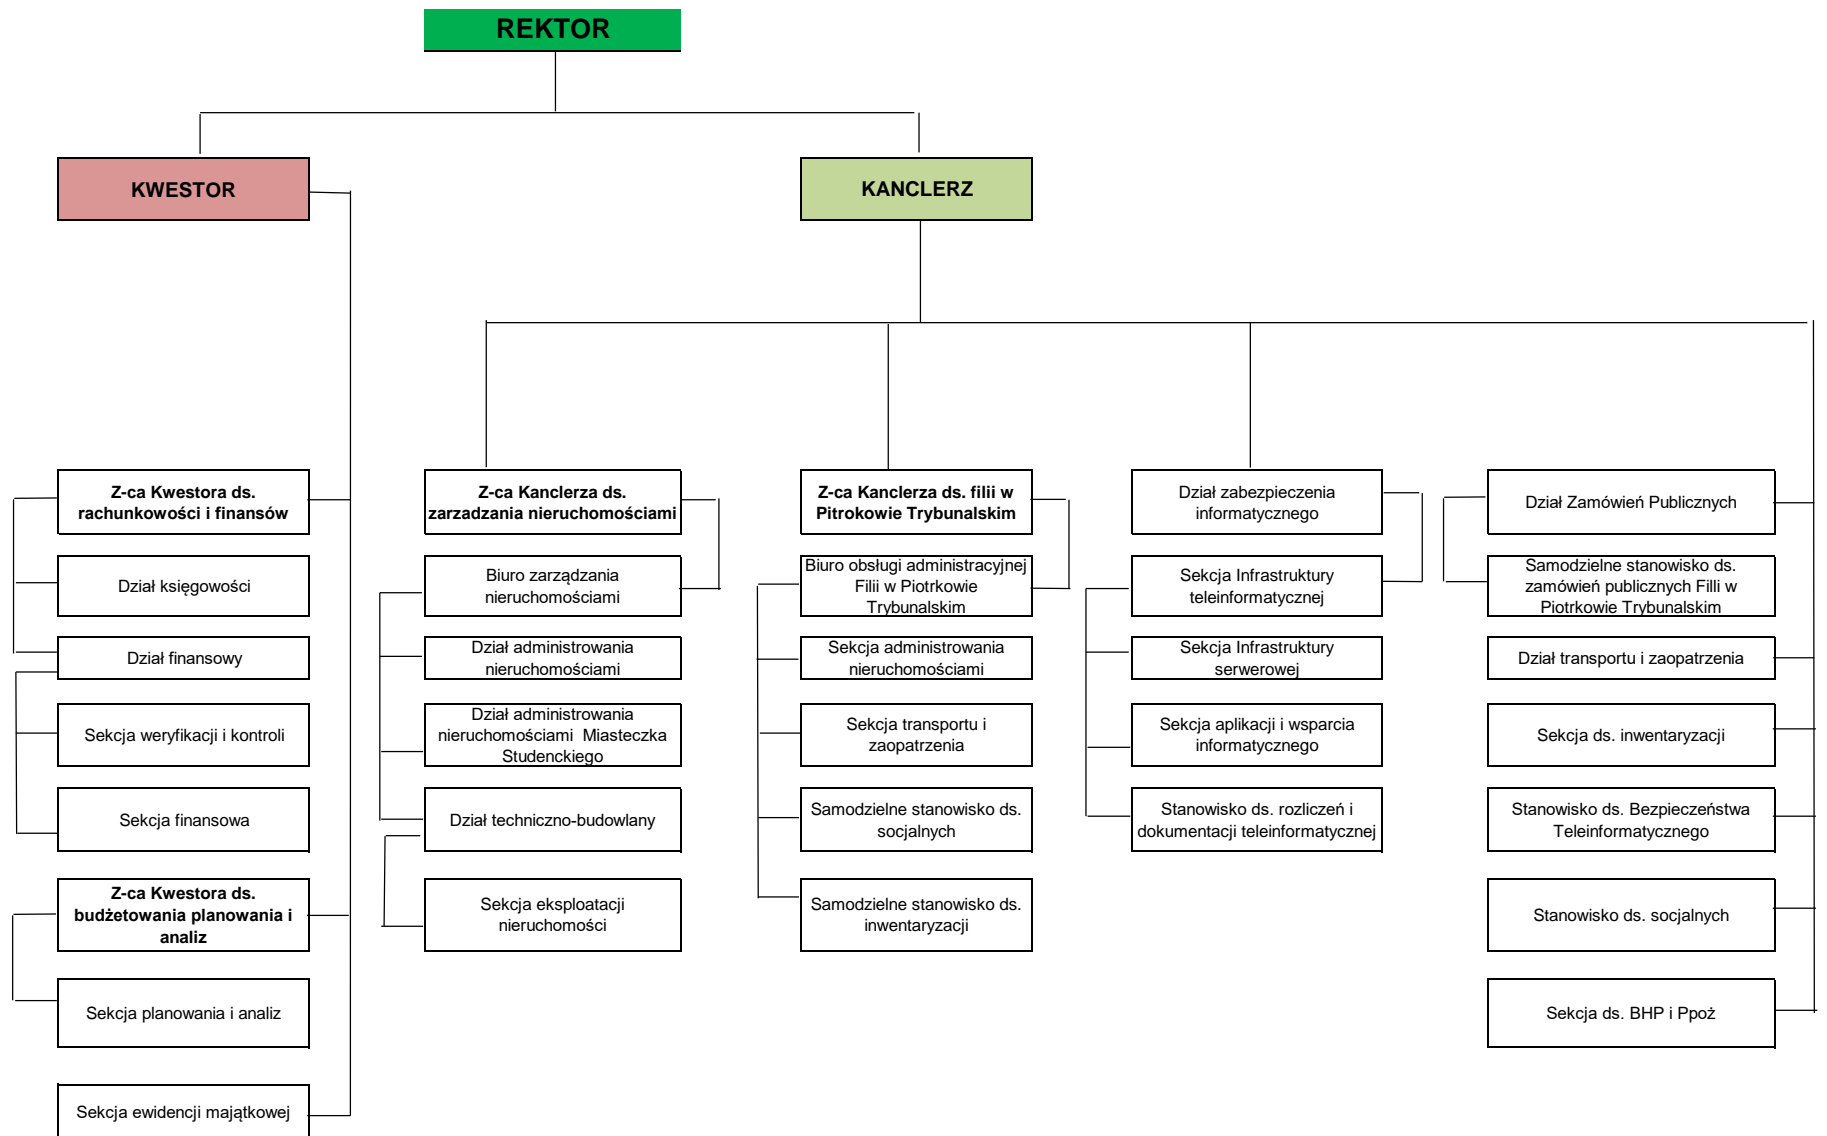 REKTOR
KWESTOR
KANCLERZ
Z-ca Kwestora ds.
rachunkowości i finansów
Dział księgowości
Dział finansowy
Sekcja weryfikacji i kontroli
Sekcja finansowa
Z-ca Kwestora ds.
budżetowania planowania i
analiz
Sekcja planowania i analiz
Sekcja ewidencji majątkowej
Z-ca Kanclerza ds.
zarzadzania nieruchomościami
Biuro zarządzania
nieruchomościami
Dział administrowania
nieruchomościami
Dział administrowania
nieruchomościami Miasteczka
Studenckiego
Dział techniczno-budowlany
Sekcja eksploatacji
nieruchomości
Z-ca Kanclerza ds. filii w
Pitrokowie Trybunalskim
Biuro obsługi administracyjnej
Filii w Piotrkowie
Trybunalskim
Sekcja administrowania
nieruchomościami
Sekcja transportu i
zaopatrzenia
Samodzielne stanowisko ds.
socjalnych
Samodzielne stanowisko ds.
inwentaryzacji
Dział zabezpieczenia
informatycznego
Sekcja Infrastruktury
teleinformatycznej
Sekcja Infrastruktury
serwerowej
Sekcja aplikacji i wsparcia
informatycznego
Stanowisko ds. rozliczeń i
dokumentacji teleinformatycznej
Dział Zamówień Publicznych
Samodzielne stanowisko ds.
zamówień publicznych Filli w
Piotrkowie Trybunalskim
Dział transportu i zaopatrzenia
Sekcja ds. inwentaryzacji
Stanowisko ds. Bezpieczeństwa
Teleinformatycznego
Stanowisko ds. socjalnych
Sekcja ds. BHP i Ppoż